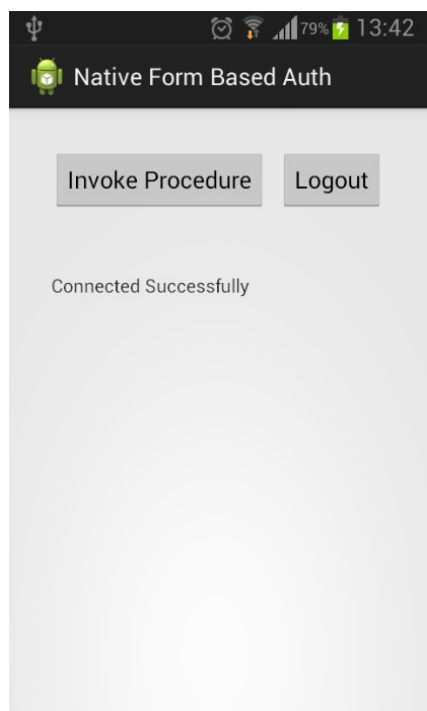 79% 13:42
Native Form Based Auth
Invoke Procedure Logout
Connected Successfully